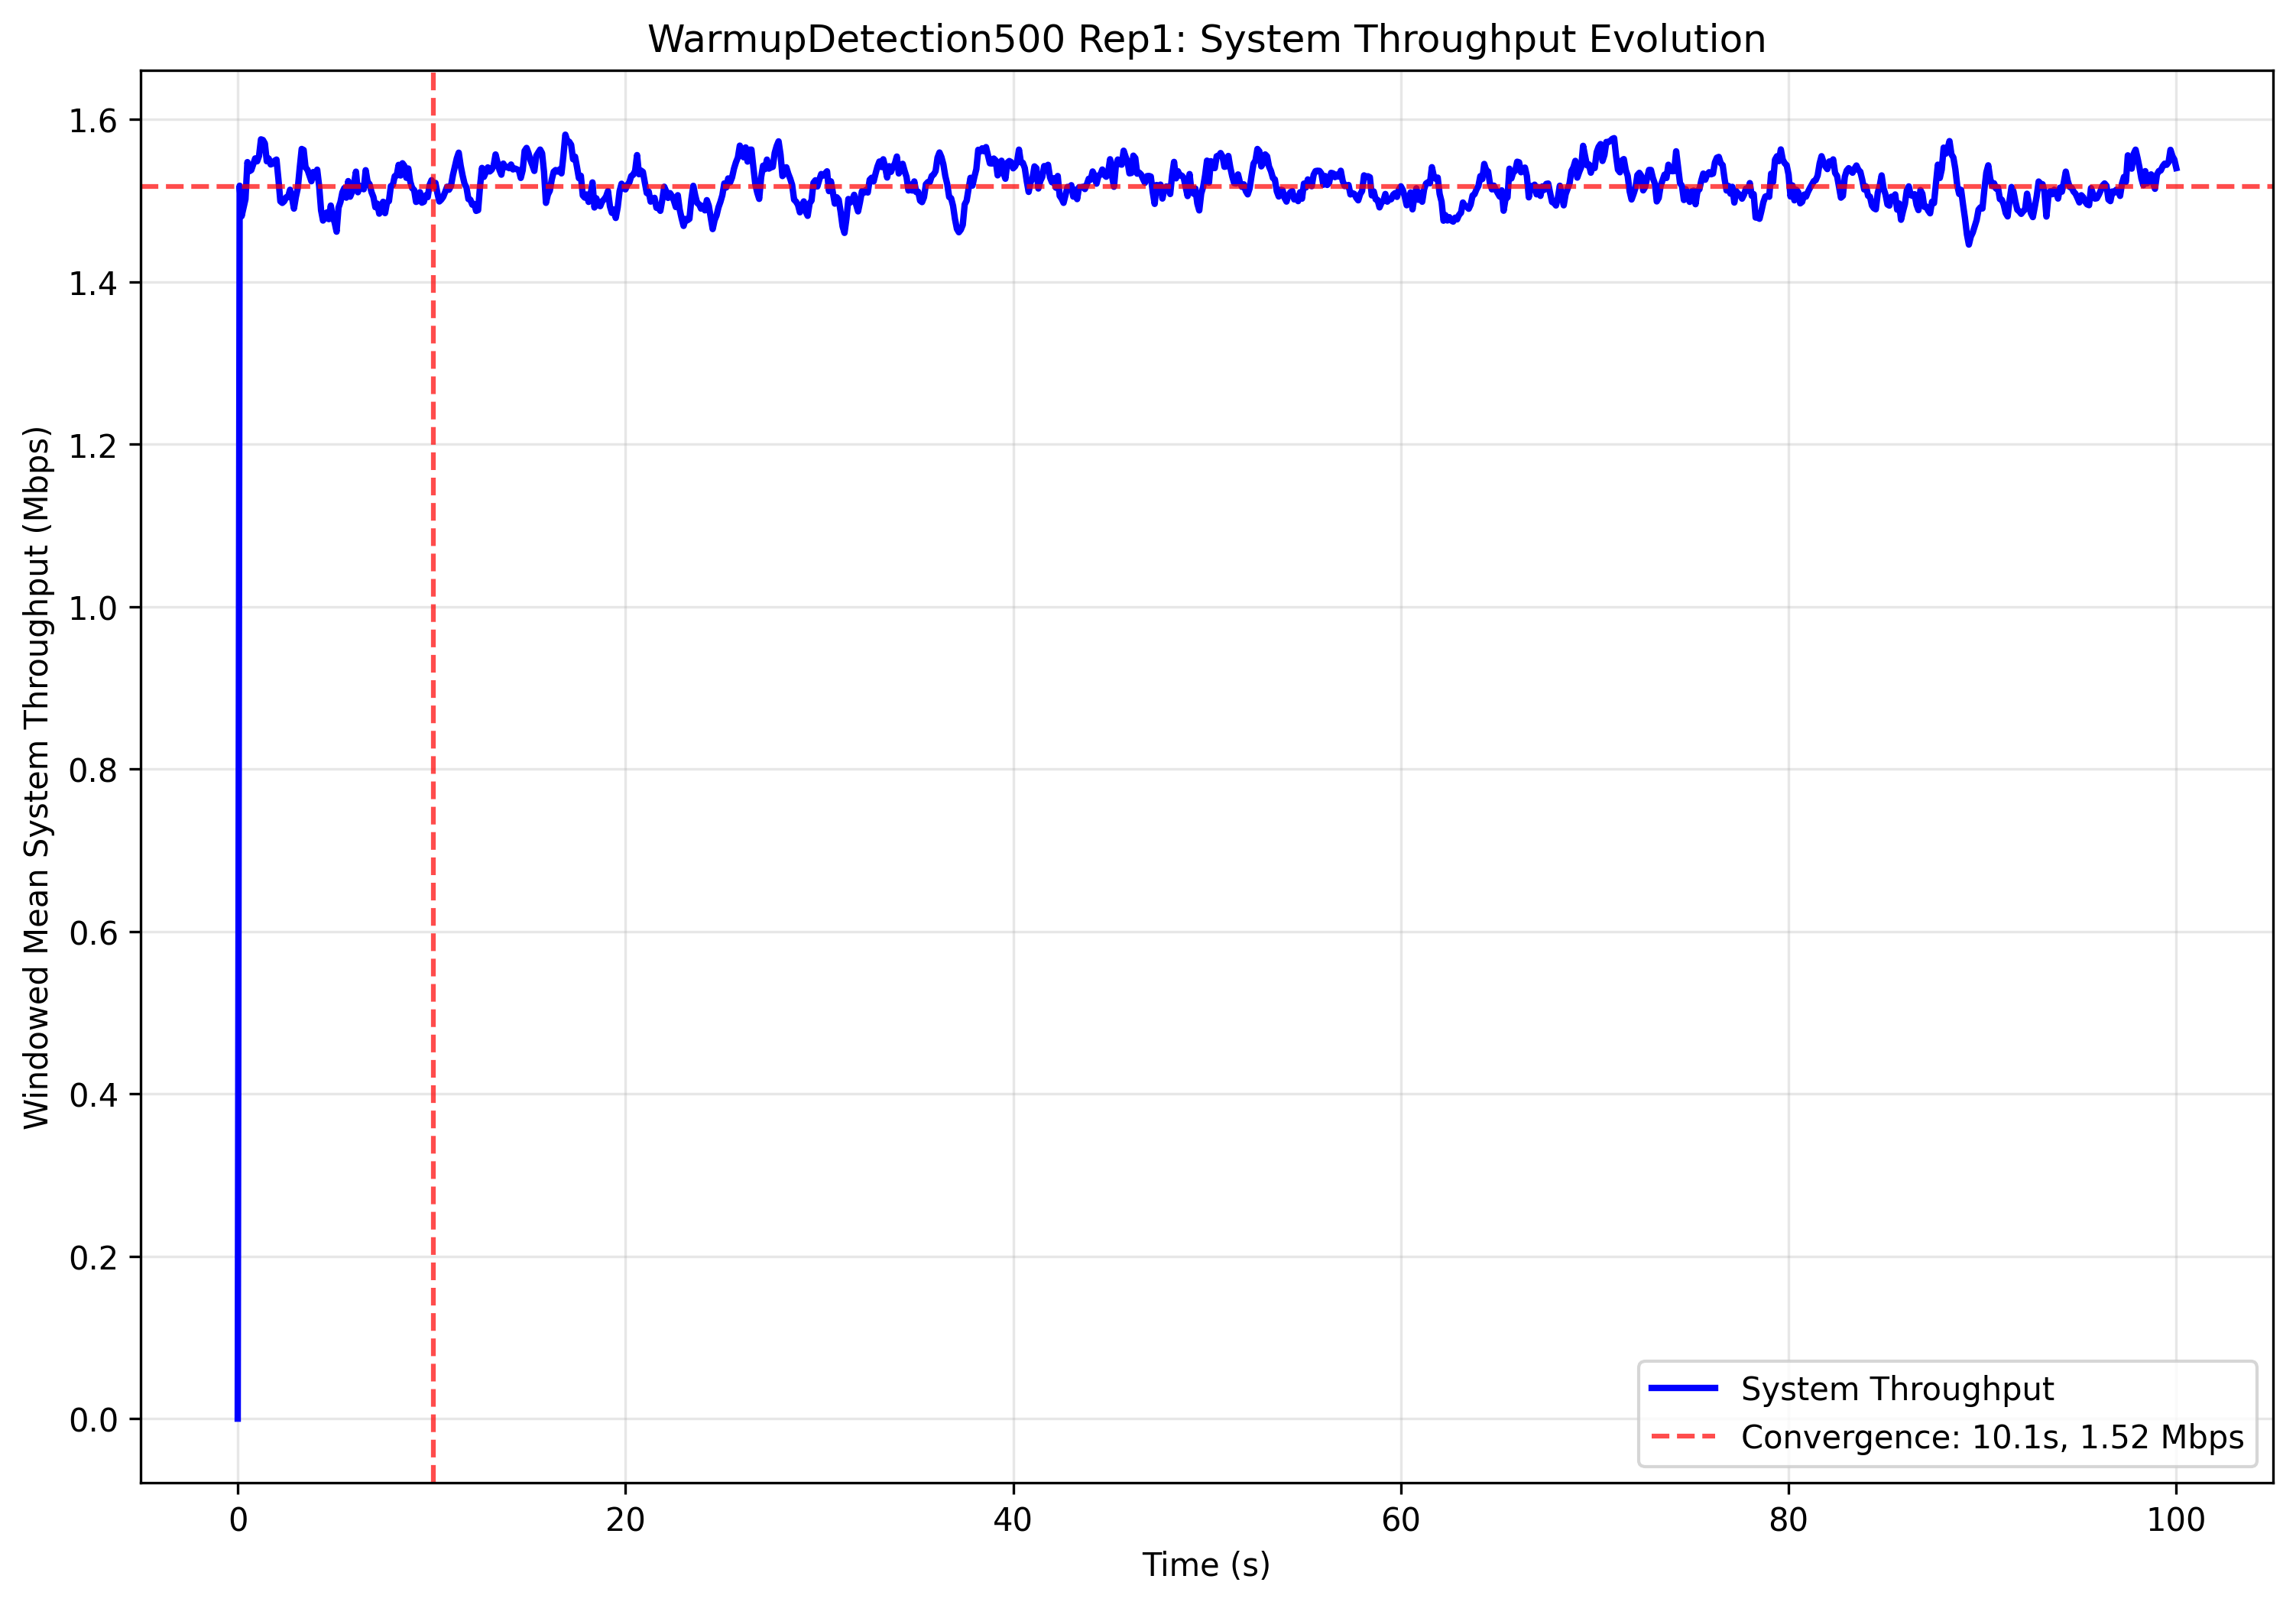 WarmupDetection500 Rep1: System Throughput Evolution
Windowed Mean System Throughput (Mbps)
1.6
1.4
1.2
1.0
0.8
0.6
0.4
0.2
0.0
System Throughput
Convergence: 10.1s, 1.52 Mbps
0 20 40 60 80 100
Time (s)